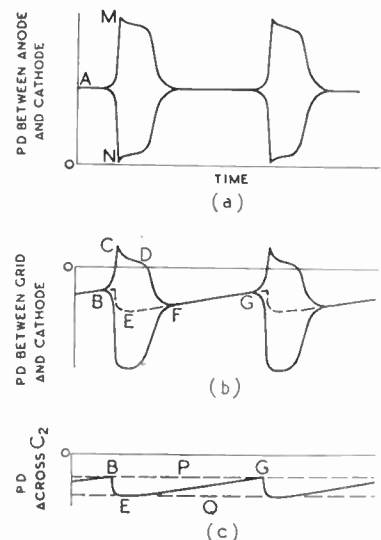 PD BETWEEN ANODE
AND CATHODE
M
A
N
O
TIME
(a)
PD BETWEEN GRID
AND CATHODE
O
C
D
B
E
F
G
(b)
PD
ACROSS C₂
O
B
P
G
E
Q
(c)